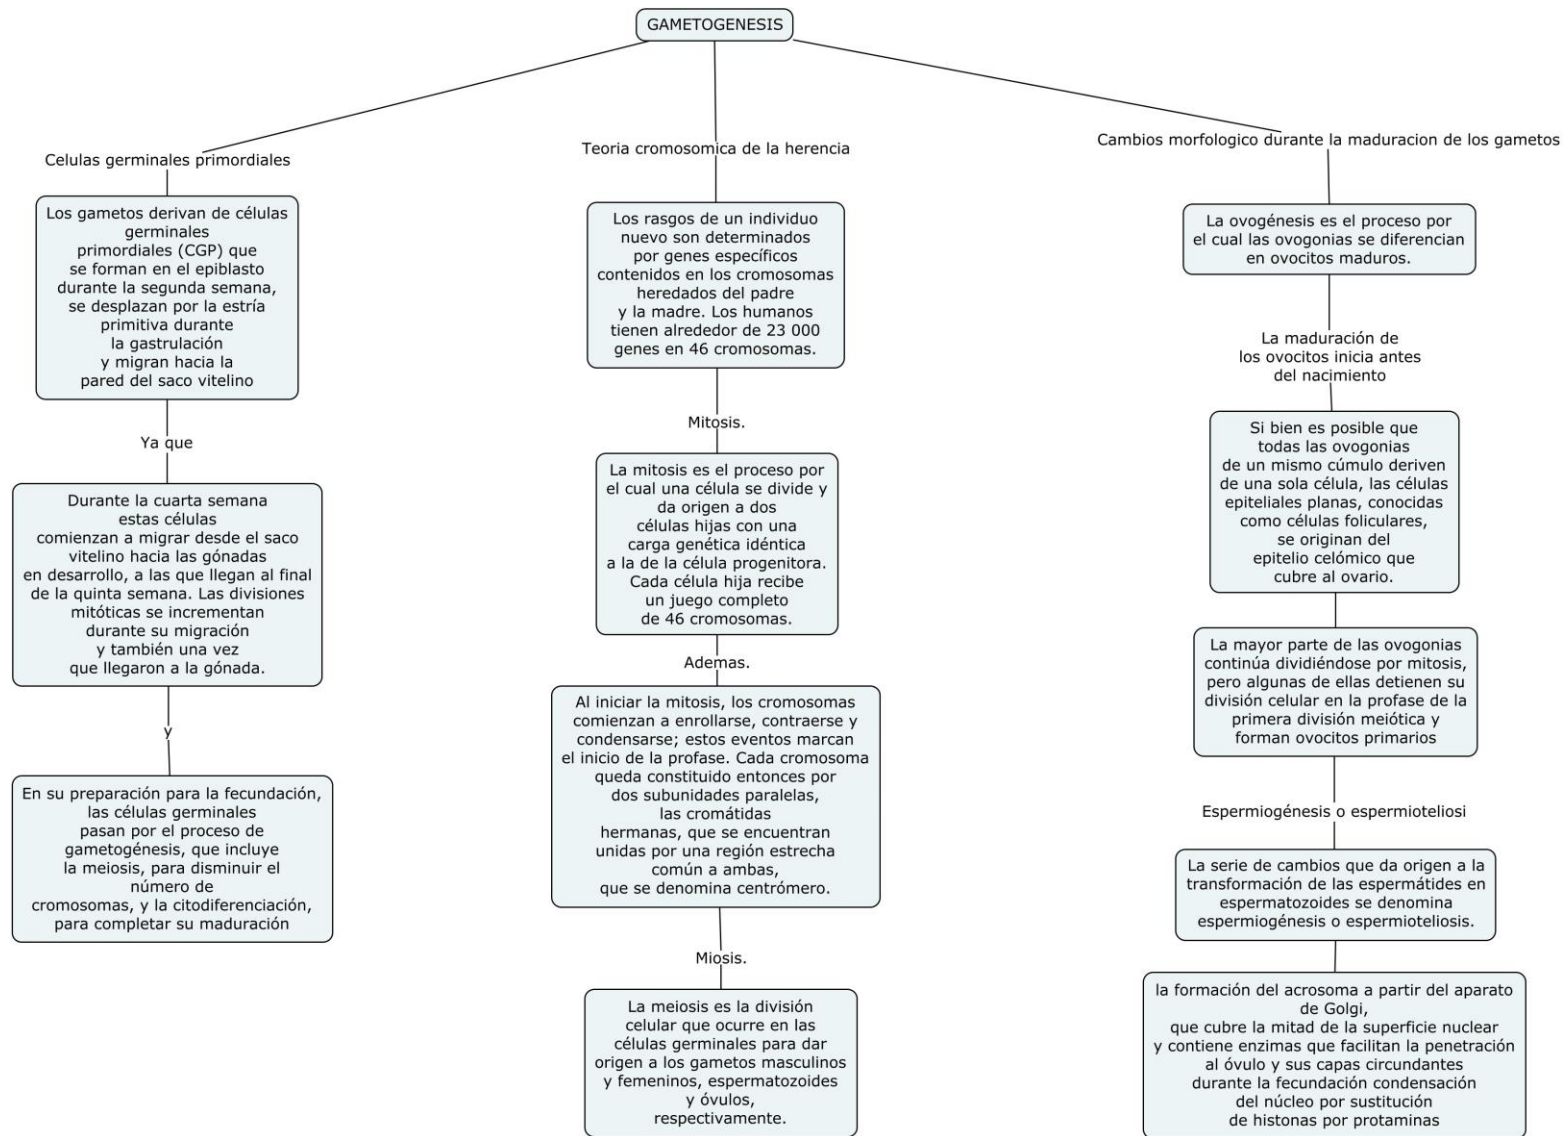 GAMETOGENESIS
Celulas germinales primordiales
Los gametos derivan de células
germinales
primordiales (CGP) que
se forman en el epiblasto
durante la segunda semana,
se desplazan por la estría
primitiva durante
la gastrulación
y migran hacia la
pared del saco vitelino
Ya que
Durante la cuarta semana
estas células
comienzan a migrar desde el saco
vitelino hacia las gónadas
en desarrollo, a las que llegan al final
de la quinta semana. Las divisiones
mitóticas se incrementan
durante su migración
y también una vez
que llegaron a la gónada.
y
En su preparación para la fecundación,
las células germinales
pasan por el proceso de
gametogénesis, que incluye
la meiosis, para disminuir el
número de
cromosomas, y la citodiferenciación,
para completar su maduración
Teoria cromosomica de la herencia
Los rasgos de un individuo
nuevo son determinados
por genes específicos
contenidos en los cromosomas
heredados del padre
y la madre. Los humanos
tienen alrededor de 23 000
genes en 46 cromosomas.
Mitosis.
La mitosis es el proceso por
el cual una célula se divide y
da origen a dos
células hijas con una
carga genética idéntica
a la de la célula progenitora.
Cada célula hija recibe
un juego completo
de 46 cromosomas.
Ademas.
Al iniciar la mitosis, los cromosomas
comienzan a enrollarse, contraerse y
condensarse; estos eventos marcan
el inicio de la profase. Cada cromosoma
queda constituido entonces por
dos subunidades paralelas,
las cromátidas
hermanas, que se encuentran
unidas por una región estrecha
común a ambas,
que se denomina centrómero.
Miosis.
La meiosis es la división
celular que ocurre en las
células germinales para dar
origen a los gametos masculinos
y femeninos, espermatozoides
y óvulos,
respectivamente.
Cambios morfologico durante la maduracion de los gametos
La ovogénesis es el proceso por
el cual las ovogonias se diferencian
en ovocitos maduros.
La maduración de
los ovocitos inicia antes
del nacimiento
Si bien es posible que
todas las ovogonias
de un mismo cúmulo deriven
de una sola célula, las células
epiteliales planas, conocidas
como células foliculares,
se originan del
epitelio celómico que
cubre al ovario.
La mayor parte de las ovogonias
continúa dividiéndose por mitosis,
pero algunas de ellas detienen su
división celular en la profase de la
primera división meiótica y
forman ovocitos primarios
Espermiogénesis o espermioteliosi
La serie de cambios que da origen a la
transformación de las espermátides en
espermatozoides se denomina
espermiogénesis o espermioteliosis.
la formación del acrosoma a partir del aparato
de Golgi,
que cubre la mitad de la superficie nuclear
y contiene enzimas que facilitan la penetración
al óvulo y sus capas circundantes
durante la fecundación condensación
del núcleo por sustitución
de histonas por protaminas